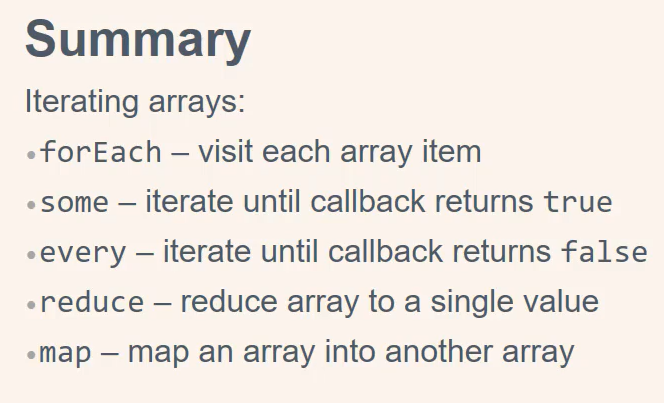 Summary
Iterating arrays:
•forEach – visit each array item
•some – iterate until callback returns true
•every – iterate until callback returns false
•reduce – reduce array to a single value
•map – map an array into another array